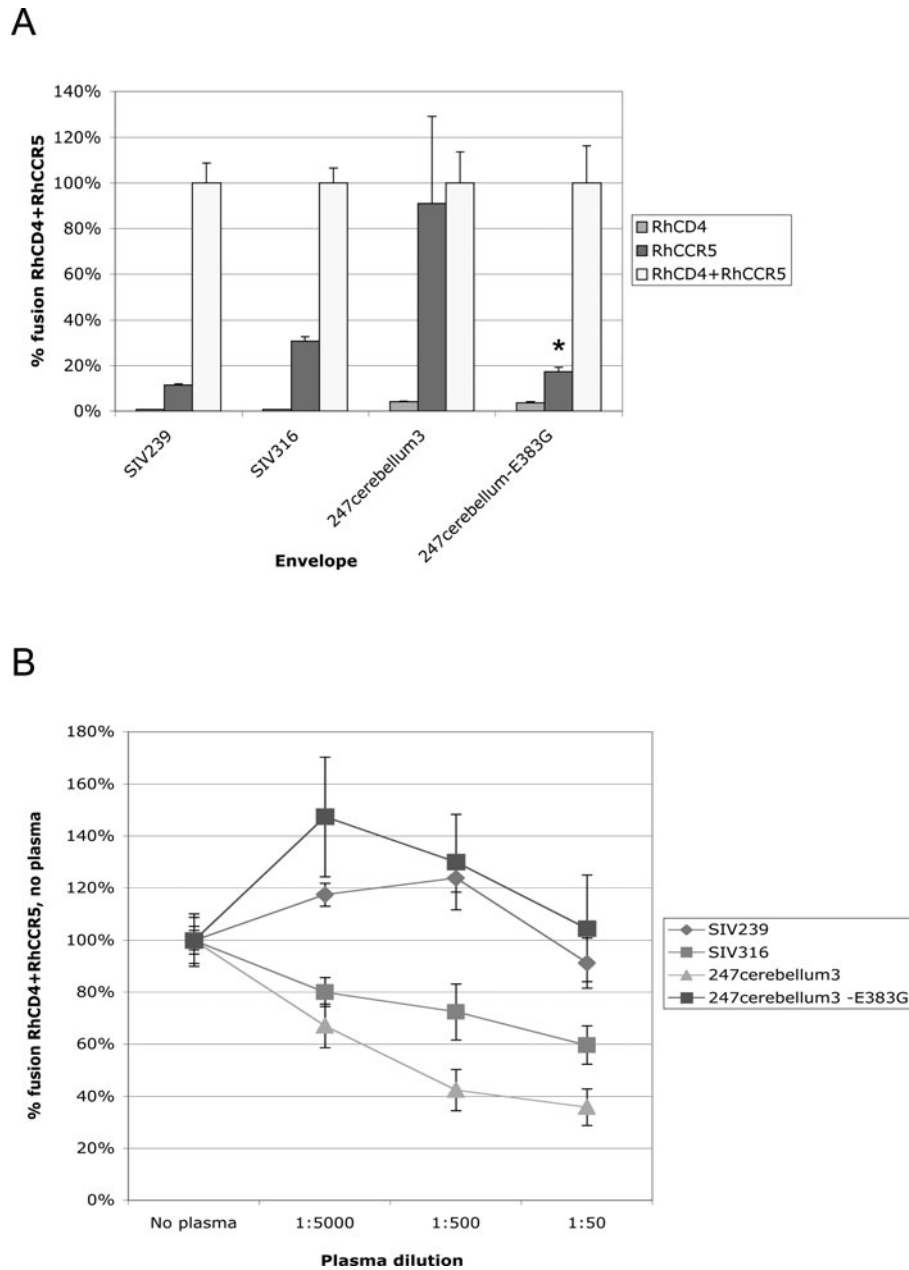 A
% fusion RhCD4+RhCCR5
140%
120%
100%
80%
60%
40%
20%
0%
*
SIV239
SIV316
247cerebellum3
247cerebellum-E383G
Envelope
RhCD4
RhCCR5
RhCD4+RhCCR5
B
% fusion RhCD4+RhCCR5, no plasma
180%
160%
140%
120%
100%
80%
60%
40%
20%
0%
No plasma
1:5000
1:500
1:50
Plasma dilution
SIV239
SIV316
247cerebellum3
247cerebellum3 -E383G